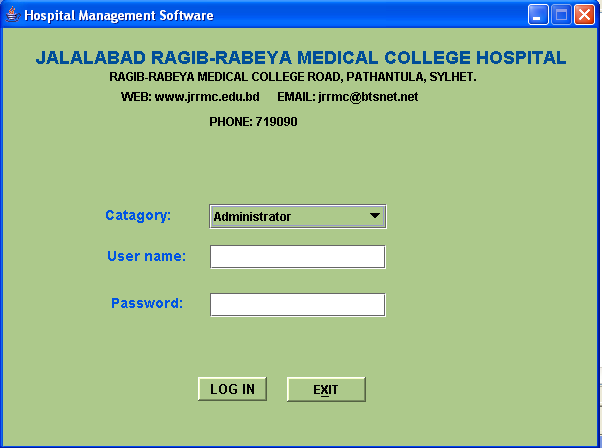 Hospital Management Software
JALALABAD RAGIB-RABEYA MEDICAL COLLEGE HOSPITAL
RAGIB-RABEYA MEDICAL COLLEGE ROAD, PATHANTULA, SYLHET.
WEB: www.jrrmc.edu.bd EMAIL: jrrmc@btsnet.net
PHONE: 719090
Catagory: Administrator
User name:
Password:
LOG IN EXIT